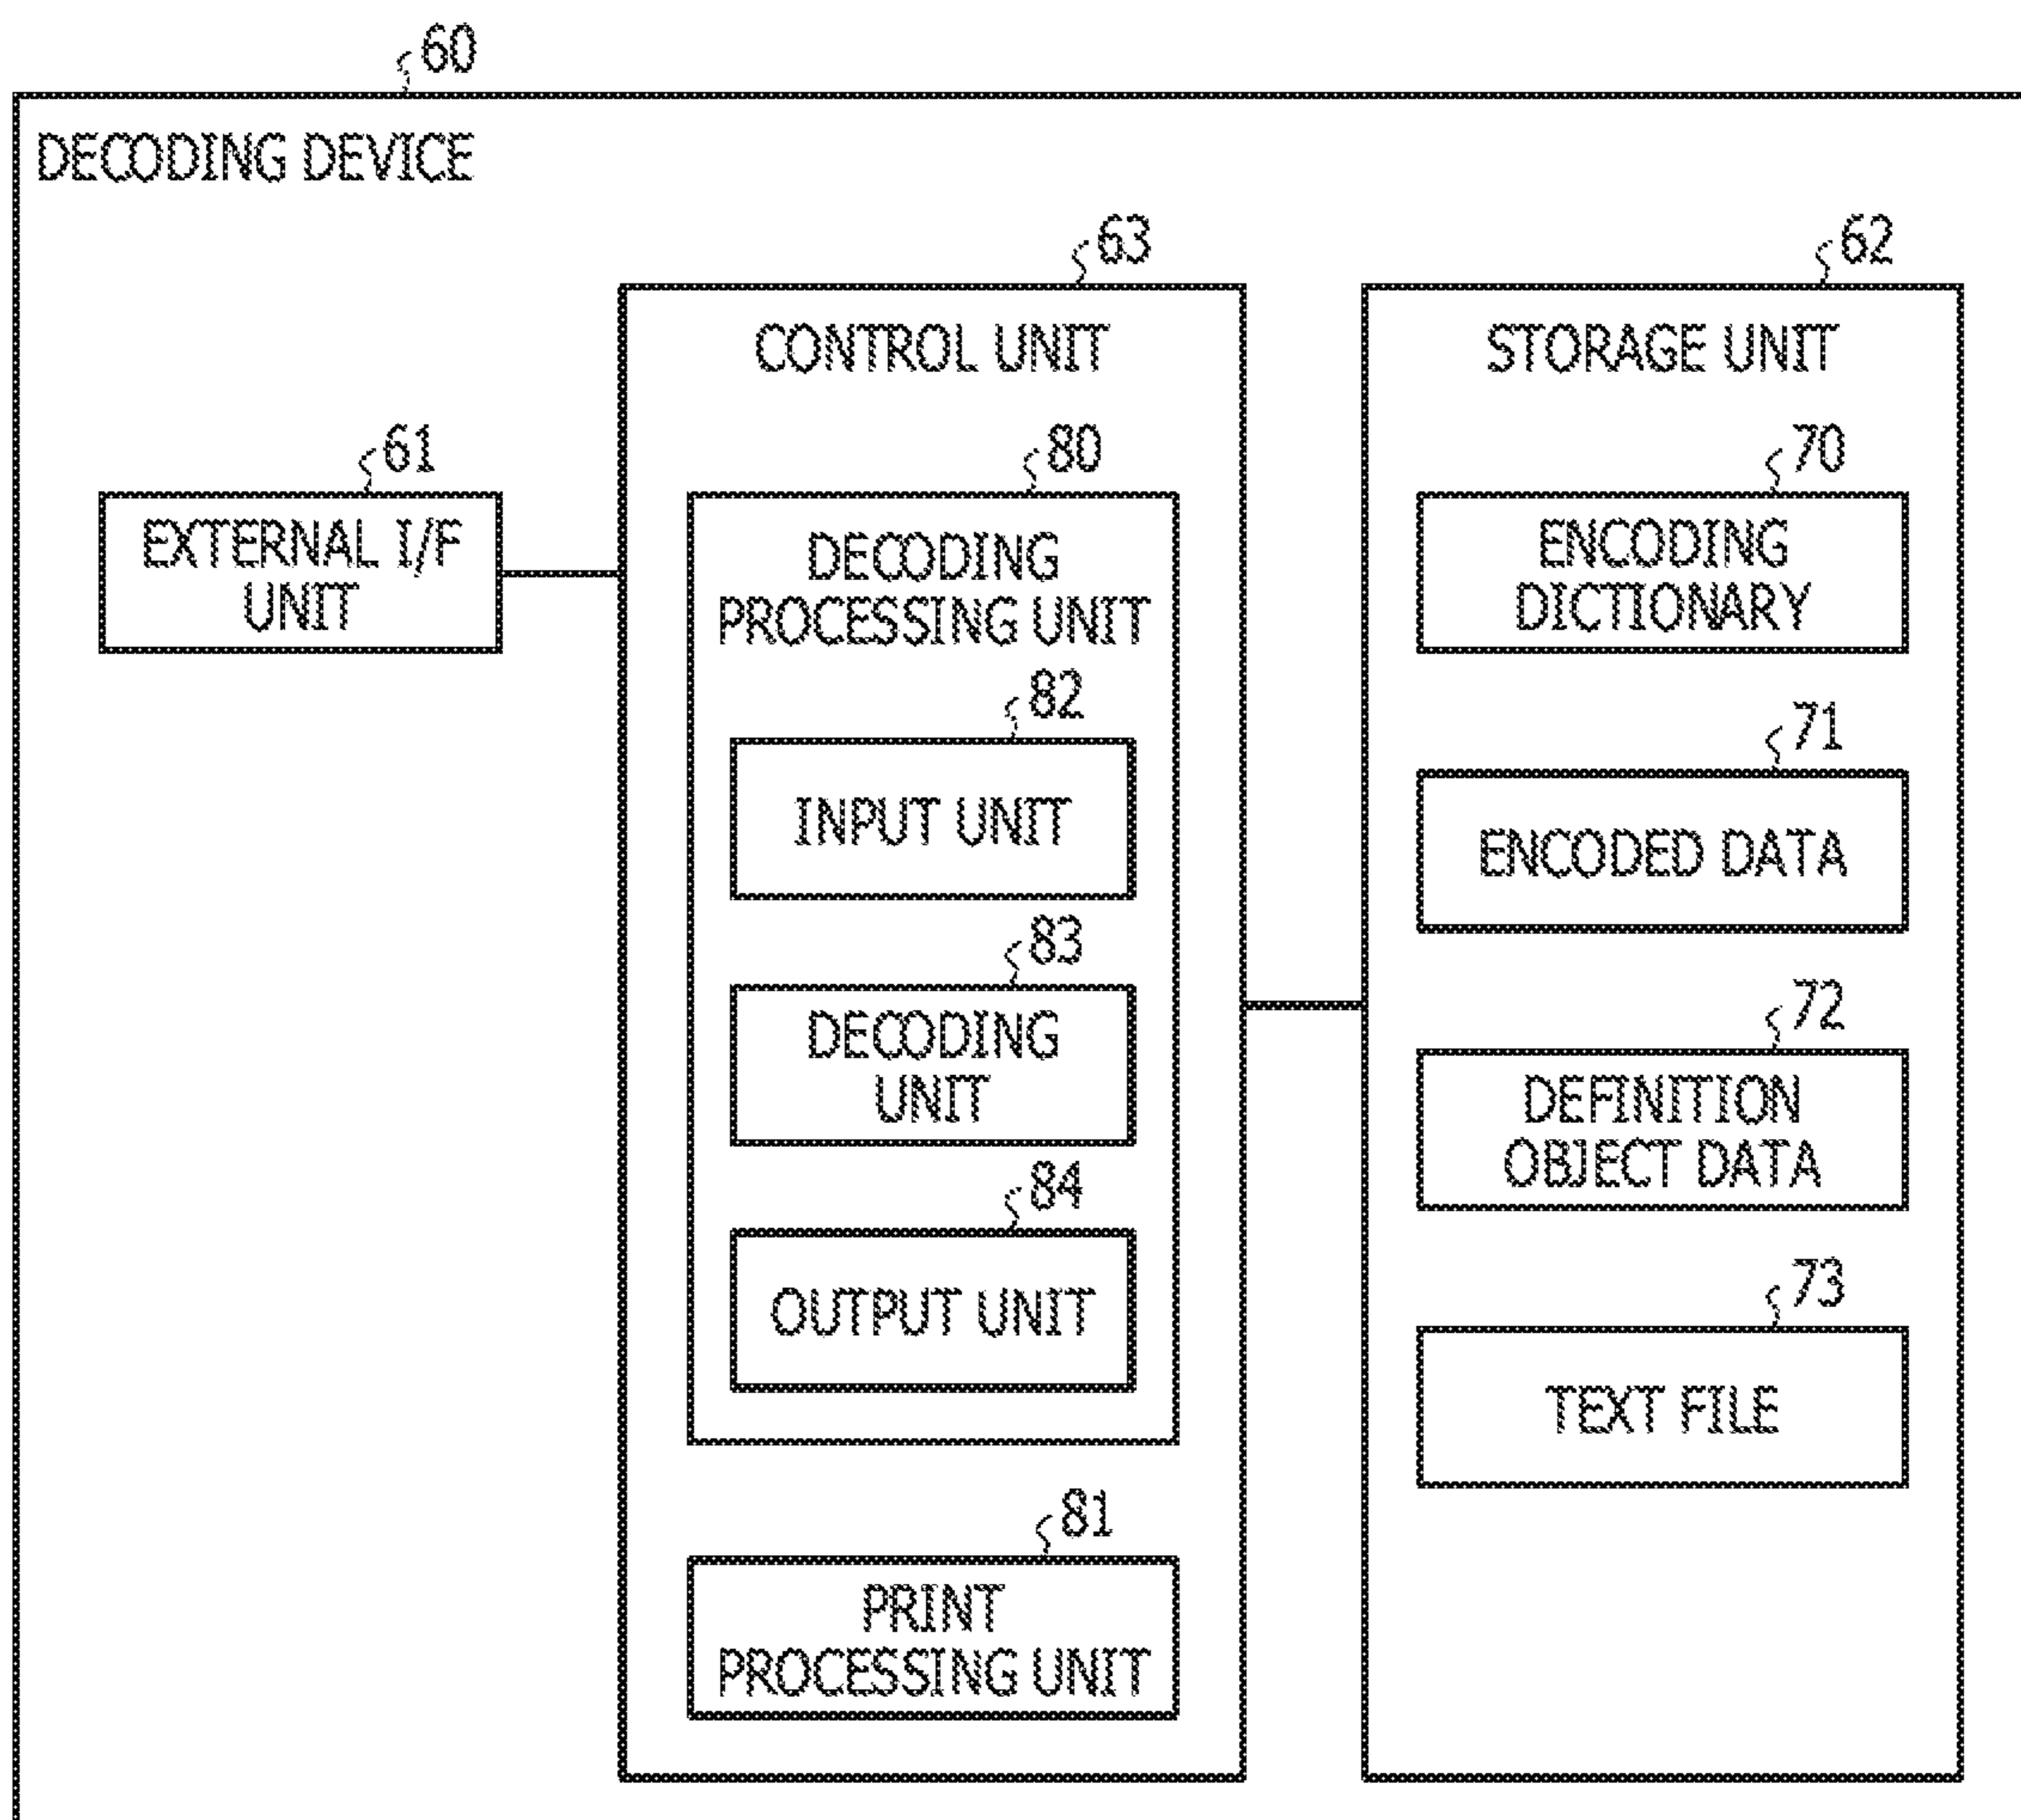 60
DECODING DEVICE
63
CONTROL UNIT
62
STORAGE UNIT
61
EXTERNAL I/F
UNIT
80
DECODING
PROCESSING UNIT
82
INPUT UNIT
83
DECODING
UNIT
84
OUTPUT UNIT
81
PRINT
PROCESSING UNIT
70
ENCODING
DICTIONARY
71
ENCODED DATA
72
DEFINITION
OBJECT DATA
73
TEXT FILE